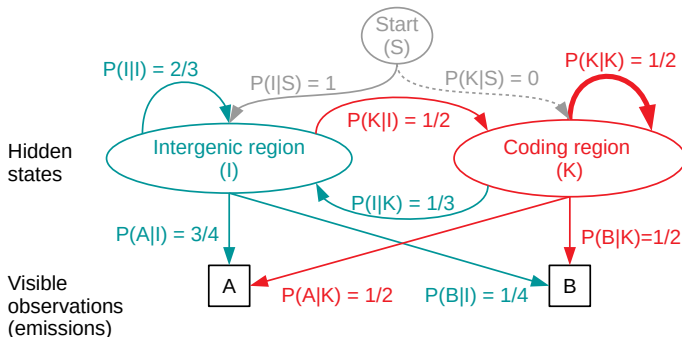 Start
(S)
P(I|I) = 2/3
P(I|S) = 1
P(K|S) = 0
P(K|K) = 1/2
P(K|I) = 1/2
Hidden
states
Intergenic region
(I)
Coding region
(K)
P(I|K) = 1/3
P(A|I) = 3/4
P(B|K)=1/2
Visible
observations
(emissions)
A
B
P(A|K) = 1/2
P(B|I) = 1/4